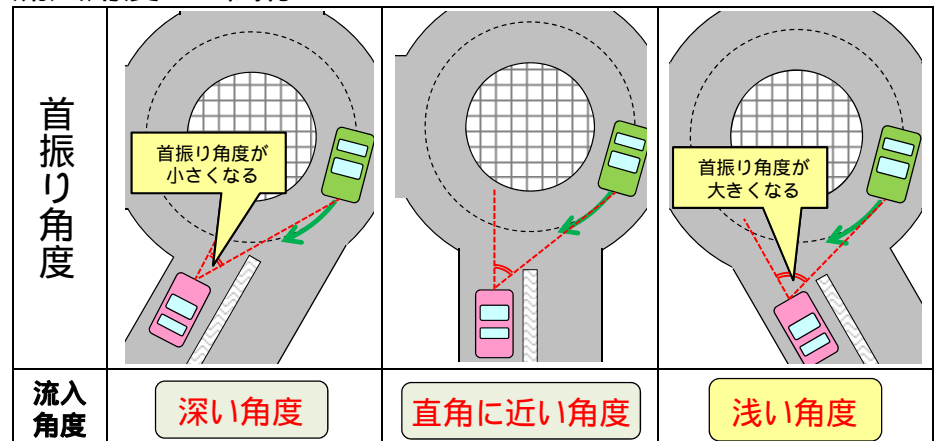 首振り角度
首振り角度が
小さくなる
首振り角度が
大きくなる
流入
角度
深い角度
直角に近い角度
浅い角度